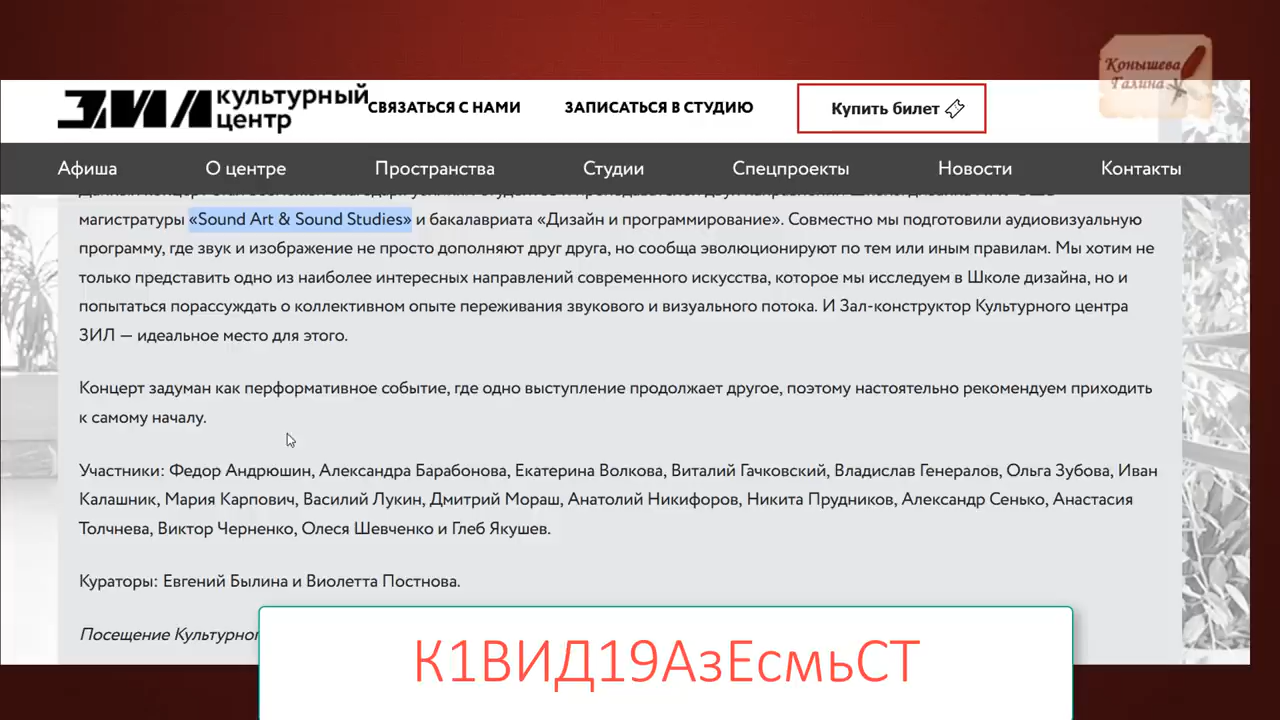 Конышева
Галина
ЗИЛ культурный
центр
СВЯЗАТЬСЯ С НАМИ
ЗАПИСАТЬСЯ В СТУДИЮ
Купить билет
Афиша
О центре
Пространства
Студии
Спецпроекты
Новости
Контакты
магистратуры «Sound Art & Sound Studies» и бакалавриата «Дизайн и программирование». Совместно мы подготовили аудиовизуальную
программу, где звук и изображение не просто дополняют друг друга, но сообща эволюционируют по тем или иным правилам. Мы хотим не
только представить одно из наиболее интересных направлений современного искусства, которое мы исследуем в Школе дизайна, но и
попытаться порассуждать о коллективном опыте переживания звукового и визуального потока. И Зал-конструктор Культурного центра
ЗИЛ — идеальное место для этого.
Концерт задуман как перформативное событие, где одно выступление продолжает другое, поэтому настоятельно рекомендуем приходить
к самому началу.
Участники: Федор Андрюшин, Александра Барабонова, Екатерина Волкова, Виталий Гачковский, Владислав Генералов, Ольга Зубова, Иван
Калашник, Мария Карпович, Василий Лукин, Дмитрий Мораш, Анатолий Никифоров, Никита Прудников, Александр Сенько, Анастасия
Толчнева, Виктор Черненко, Олеся Шевченко и Глеб Якушев.
Кураторы: Евгений Былина и Виолетта Постнова.
Посещение
К1ВИД19АзЕсмьСТ